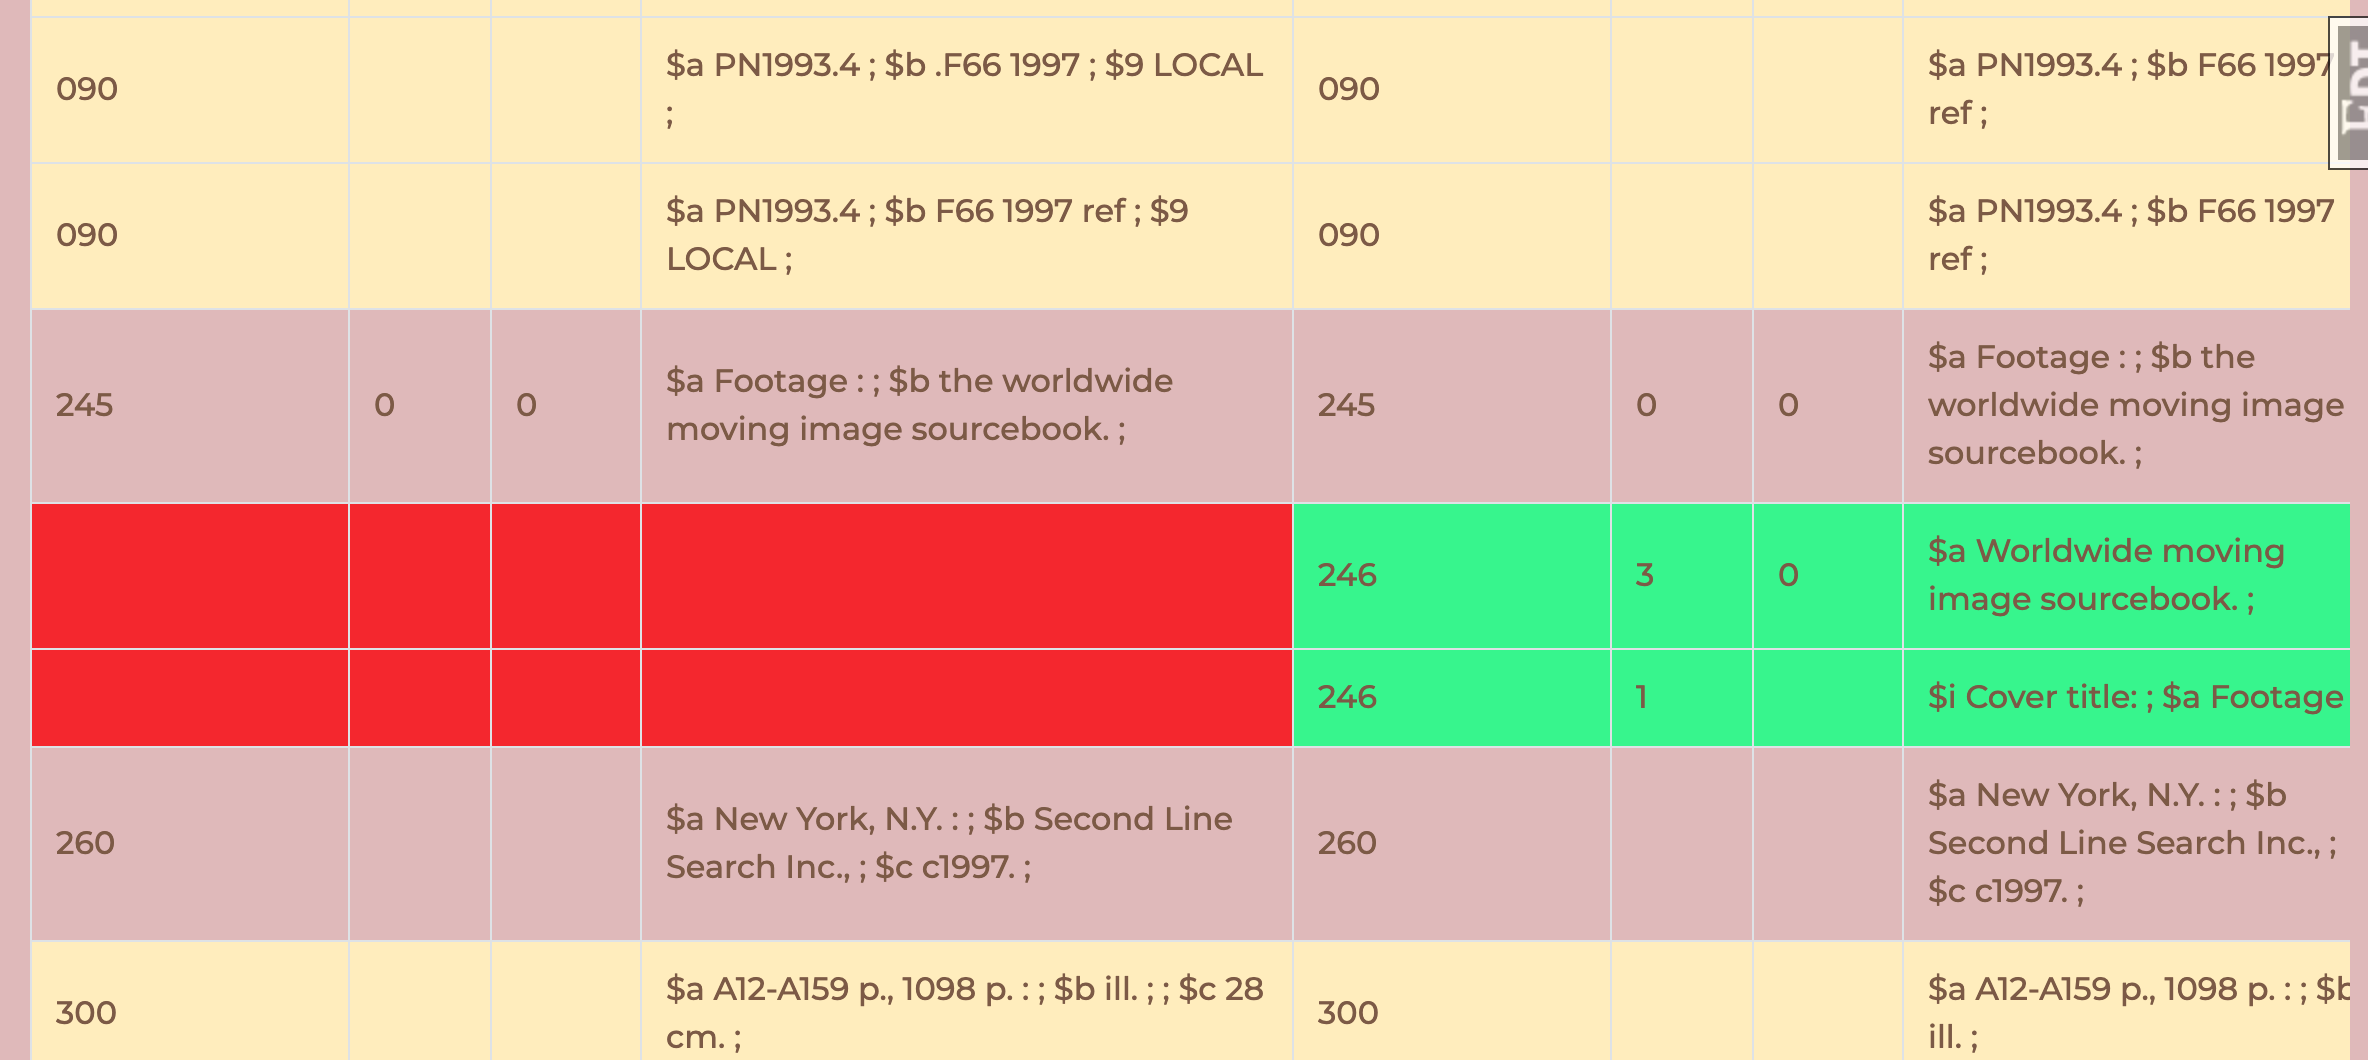 090
$a PN1993.4 ; $b .F66 1997 ; $9 LOCAL
;
090
$a PN1993.4 ; $b F66 1997
ref ;
090
$a PN1993.4 ; $b F66 1997 ref ; $9
LOCAL ;
090
$a PN1993.4 ; $b F66 1997
ref ;
245
0
0
$a Footage : ; $b the worldwide
moving image sourcebook. ;
245
0
0
$a Footage : ; $b the
worldwide moving image
sourcebook. ;
246
3
0
$a Worldwide moving
image sourcebook. ;
246
1
$i Cover title: ; $a Footage
260
$a New York, N.Y. : ; $b Second Line
Search Inc., ; $c c1997. ;
260
$a New York, N.Y. : ; $b
Second Line Search Inc., ;
$c c1997. ;
300
$a A12-A159 p., 1098 p. : ; $b ill. ; ; $c 28
cm. ;
300
$a A12-A159 p., 1098 p. : ; $b
ill. ;